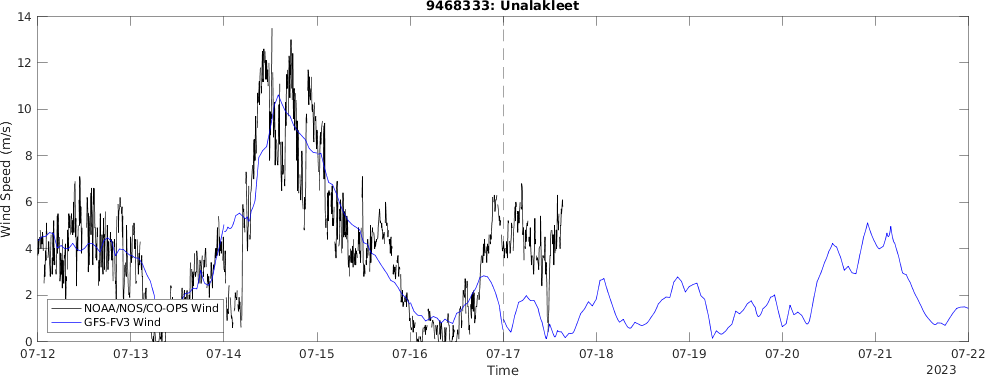 9468333: Unalakleet
14
12
10
8
6
4
2
0
Wind Speed (m/s)
NOAA/NOS/CO-OPS Wind
GFS-FV3 Wind
07-12 07-13 07-14 07-15 07-16 07-17 07-18 07-19 07-20 07-21 07-22
Time
2023